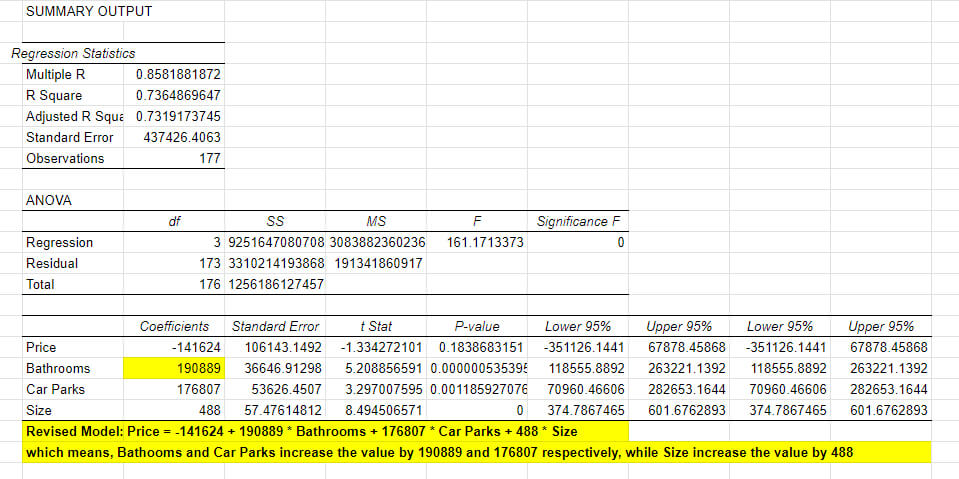 SUMMARY OUTPUT
Regression Statistics
Multiple R 0.8581881872
R Square 0.7364869647
Adjusted R Squa 0.7319173745
Standard Error 437426.4063
Observations 177
ANOVA
df SS MS F Significance F
Regression 3 9251647080708 3083882360236 161.1713373 0
Residual 173 3310214193868 191341860917
Total 176 1256186127457
Coefficients Standard Error t Stat P-value Lower 95% Upper 95% Lower 95% Upper 95%
Price -141624 106143.1492 -1.334272101 0.1838683151 -351126.1441 67878.45868 -351126.1441 67878.45868
Bathrooms 190889 36646.91298 5.208856591 0.000000535395 118555.8892 263221.1392 118555.8892 263221.1392
Car Parks 176807 53626.4507 3.297007595 0.001185927076 70960.46606 282653.1644 70960.46606 282653.1644
Size 488 57.47614812 8.494506571 0 374.7867465 601.6762893 374.7867465 601.6762893
Revised Model: Price = -141624 + 190889 * Bathrooms + 176807 * Car Parks + 488 * Size
which means, Bathooms and Car Parks increase the value by 190889 and 176807 respectively, while Size increase the value by 488